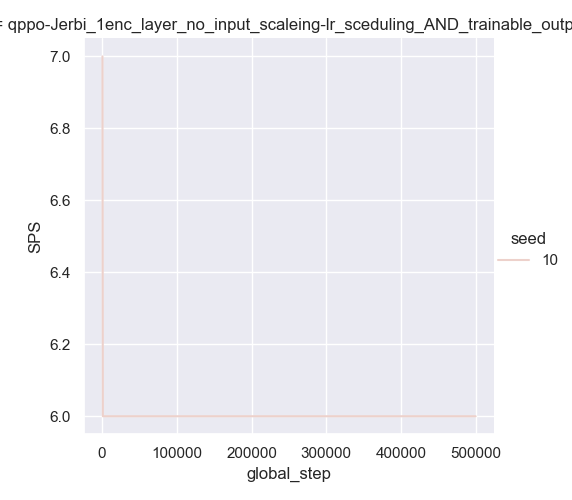 = qppo-Jerbi_1enc_layer_no_input_scaleing-lr_sceduling_AND_trainable_outp
7.0
6.8
6.6
6.4
6.2
6.0
SPS
0 100000 200000 300000 400000 500000
global_step
seed
10